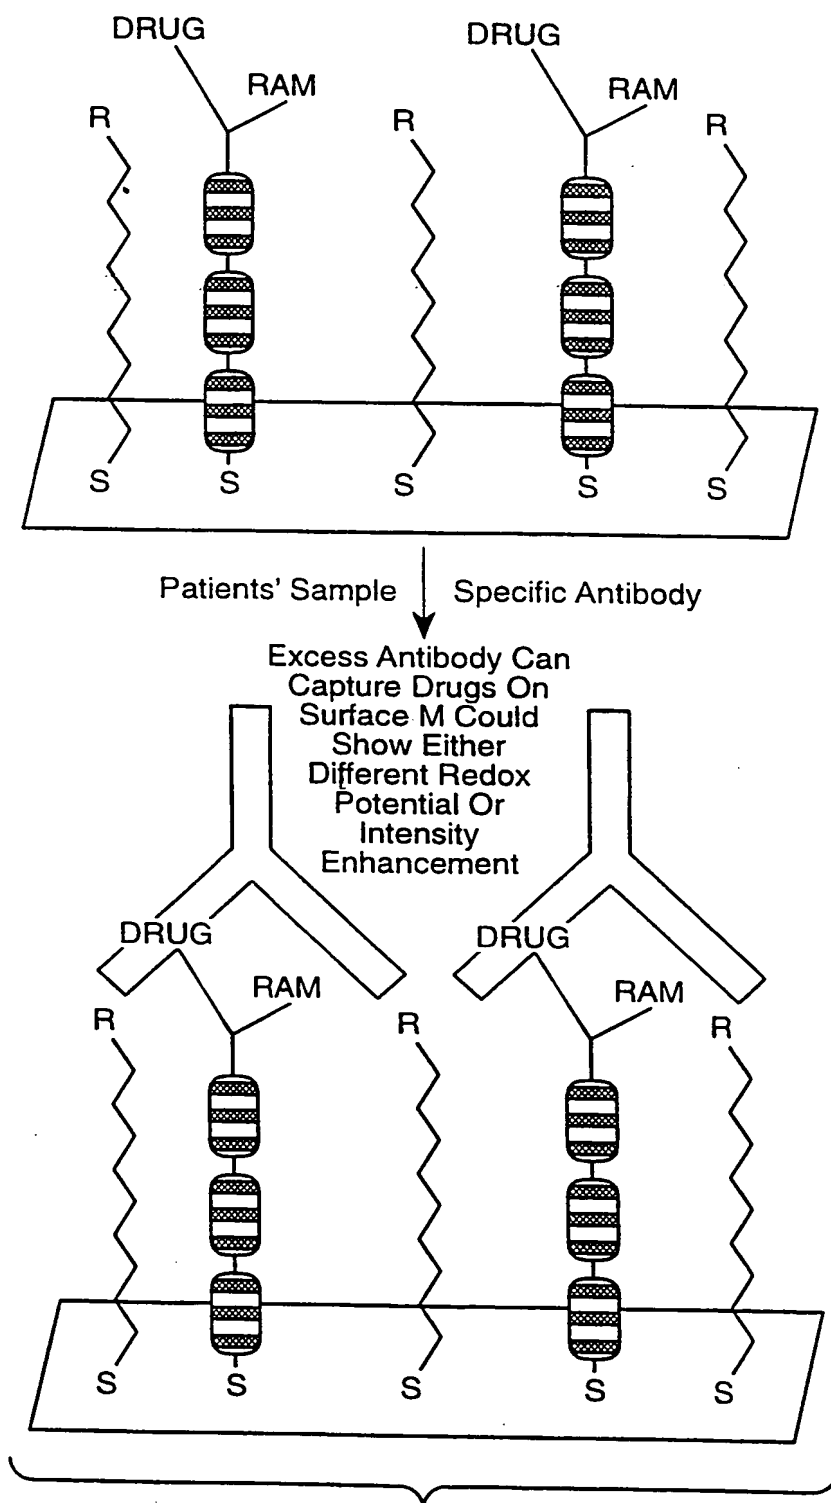 DRUG
DRUG
RAM
RAM
R
R
R
S
S
S
S
S
Patients' Sample
Specific Antibody
Excess Antibody Can
Capture Drugs On
Surface M Could
Show Either
Different Redox
Potential Or
Intensity
Enhancement
DRUG
DRUG
RAM
RAM
R
R
R
S
S
S
S
S